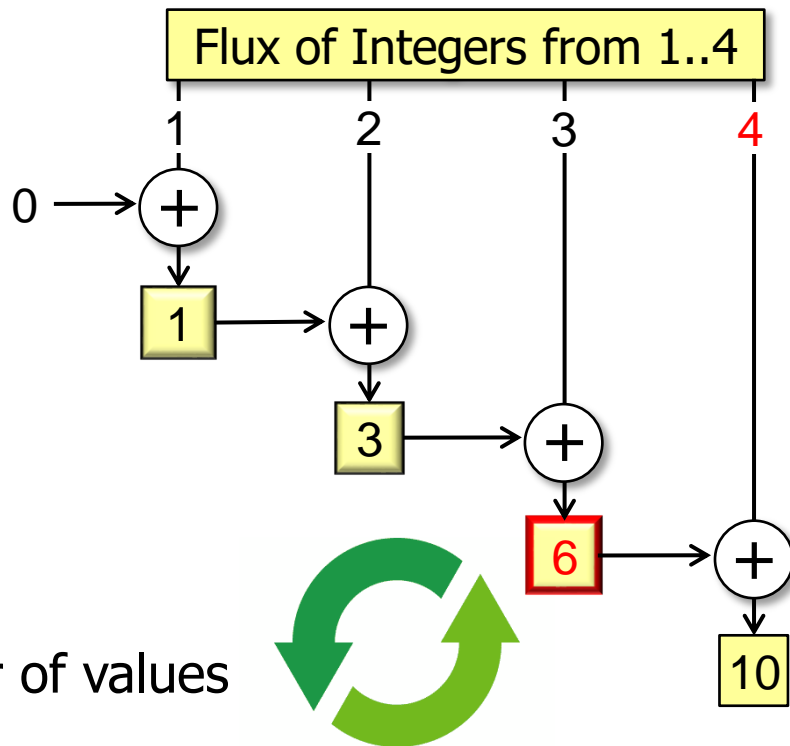 Flux of Integers from 1..4
1 2 3 4
0 +
1 +
3 +
6 +
of values
10